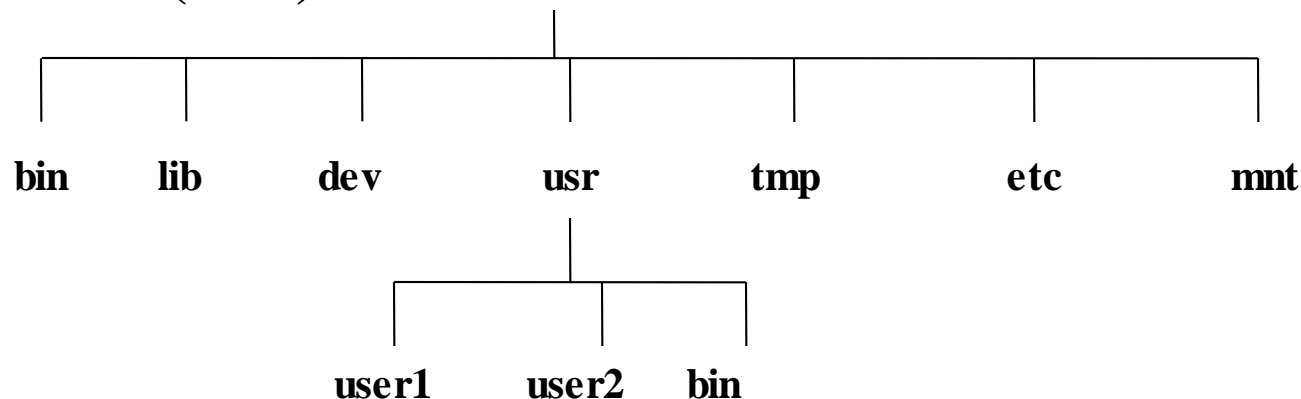 bin lib dev usr tmp etc mnt
user1 user2 bin